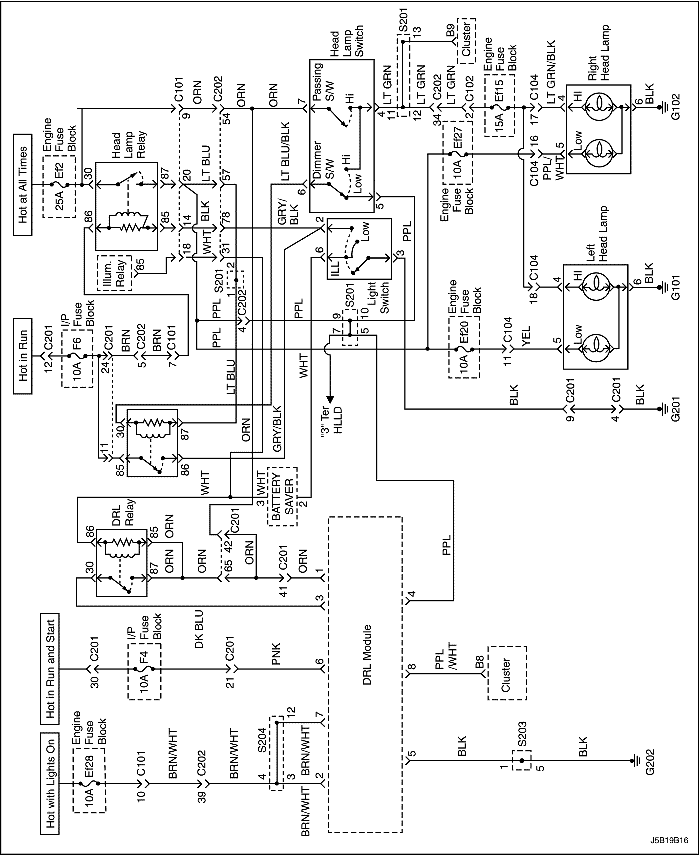 Hot at All Times
Engine
Fuse
Block
Ef2
25A
30
86
Head
Lamp
Relay
87
85
Illum.
Relay
85
C101
9
20
14
18
ORN
LT BLU
BLK
WHT
C202
54
57
78
31
S201
2
1
ORN
LT BLU/BLK
GRY/
BLK
7
6
Head
Lamp
Switch
Passing
S/W
Hi
Dimmer
S/W
Hi
Low
4
5
2
6
ILL
Low
3
Light
Switch
PPL
S201
13
11
12
LT GRN
LT GRN
B9
Cluster
C202
34
LT GRN
C102
2
Engine
Fuse
Block
Ef15
15A
Ef27
10A
Engine
Fuse
Block
C104
17
LT GRN/BLK
16
C104
PPL/
WHT
4
5
Right
Head Lamp
Hi
Low
6
BLK
G102
Left
Head Lamp
C104
18
4
Hi
Low
5
6
BLK
G101
Engine
Fuse
Block
Ef20
10A
C104
11
YEL
Hot in Run
C201
12
I/P
Fuse
Block
F6
10A
C201
24
BRN
C202
5
BRN
C101
7
PPL
PPL
4
C202
PPL
S201
9
10
7
5
WHT
"3" Ter
HLLD
LT BLU
ORN
GRY/BLK
11
85
30
87
86
WHT
BLK
C201
9
C201
4
BLK
G201
DRL
Relay
86
30
85
87
ORN
ORN
ORN
3
WHT
BATTERY
SAVER
2
C201
42
65
ORN
C201
41
ORN
1
3
DK BLU
PPL
4
Hot in Run and Start
C201
30
I/P
Fuse
Block
F4
10A
C201
21
PNK
6
DRL Module
8
PPL
/WHT
B8
Cluster
Hot with Lights On
Engine
Fuse
Block
Ef28
10A
C101
10
BRN/WHT
C202
39
BRN/WHT
S204
4
3
12
BRN/WHT
BRN/WHT
7
2
5
BLK
S203
1
5
BLK
G202
J5B19B16